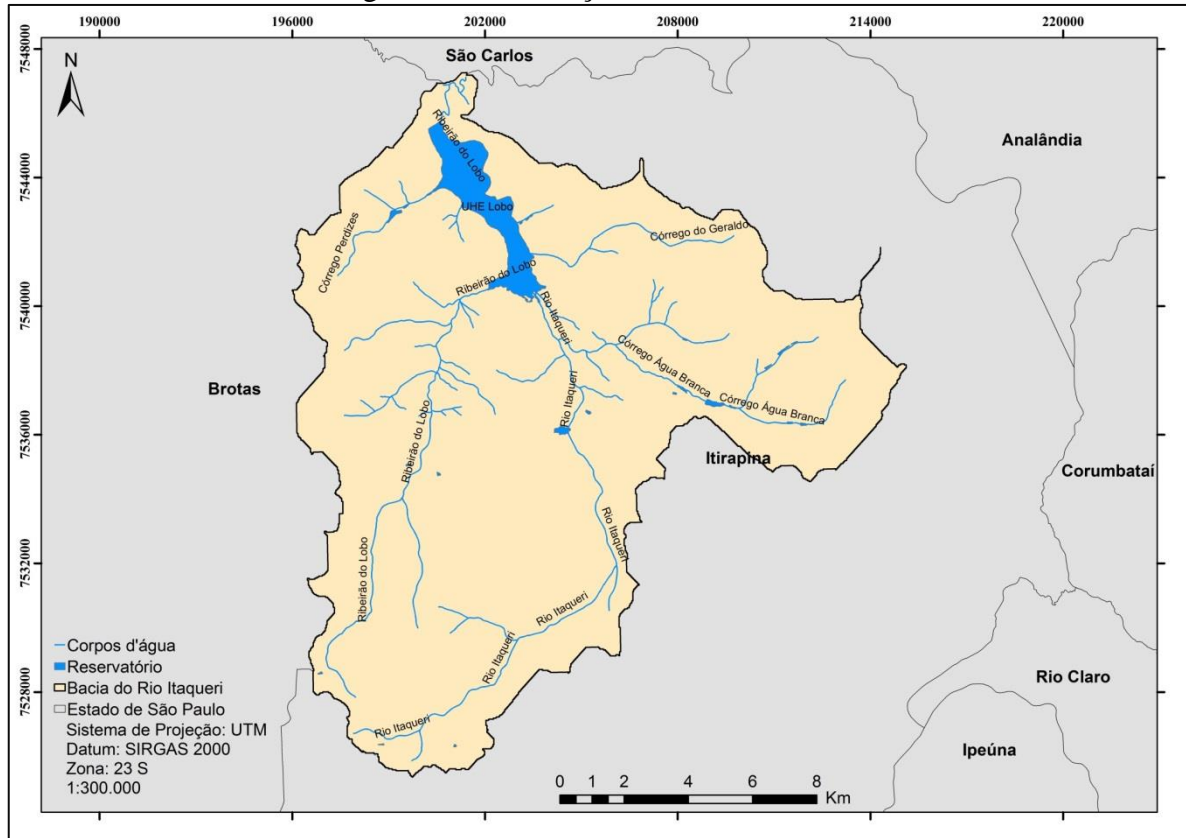 190000
196000
202000
208000
214000
220000
7548000
7544000
7540000
7536000
7532000
7528000
N
São Carlos
Analândia
Ribeirão do Lobo
UHE Lobo
Córrego Perdizes
Córrego do Geraldo
Ribeirão do Lobo
Rio Itaqueri
Córrego Água Branca
Córrego Água Branca
Brotas
Ribeirão do Lobo
Rio Itaqueri
Itirapina
Corumbataí
Rio Itaqueri
Ribeirão do Lobo
Rio Itaqueri
Rio Itaqueri
Rio Itaqueri
Rio Claro
Ipeúna
Corpos d'água
Reservatório
Bacia do Rio Itaqueri
Estado de São Paulo
Sistema de Projeção: UTM
Datum: SIRGAS 2000
Zona: 23 S
1:300.000
0 1 2 4 6 8
Km